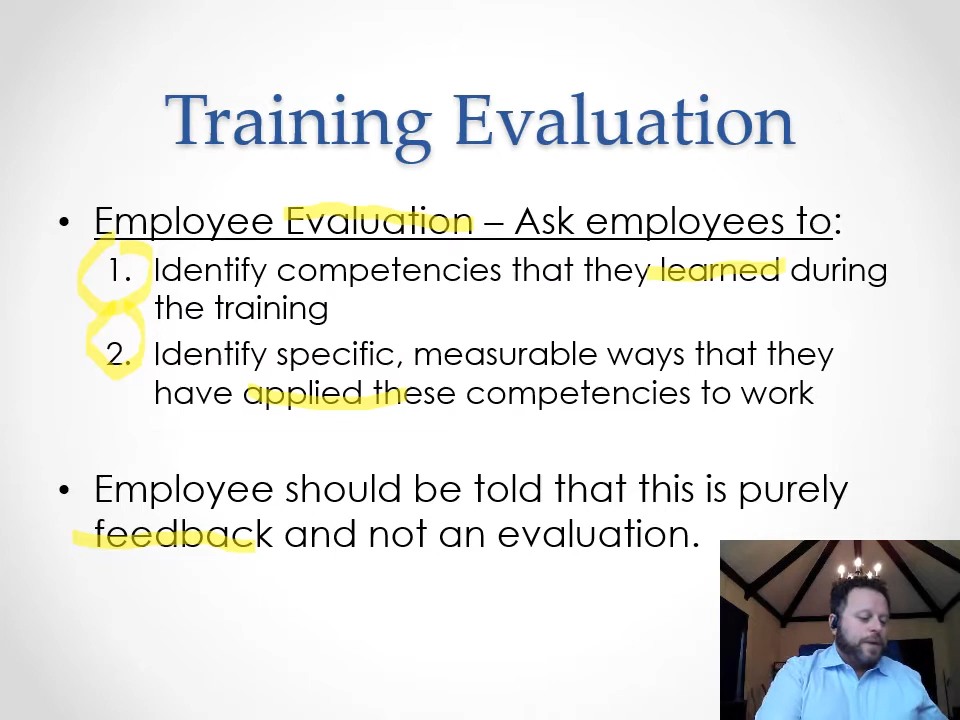 Training Evaluation
• Employee Evaluation – Ask employees to:
1. Identify competencies that they learned during
the training
2. Identify specific, measurable ways that they
have applied these competencies to work
• Employee should be told that this is purely
feedback and not an evaluation.